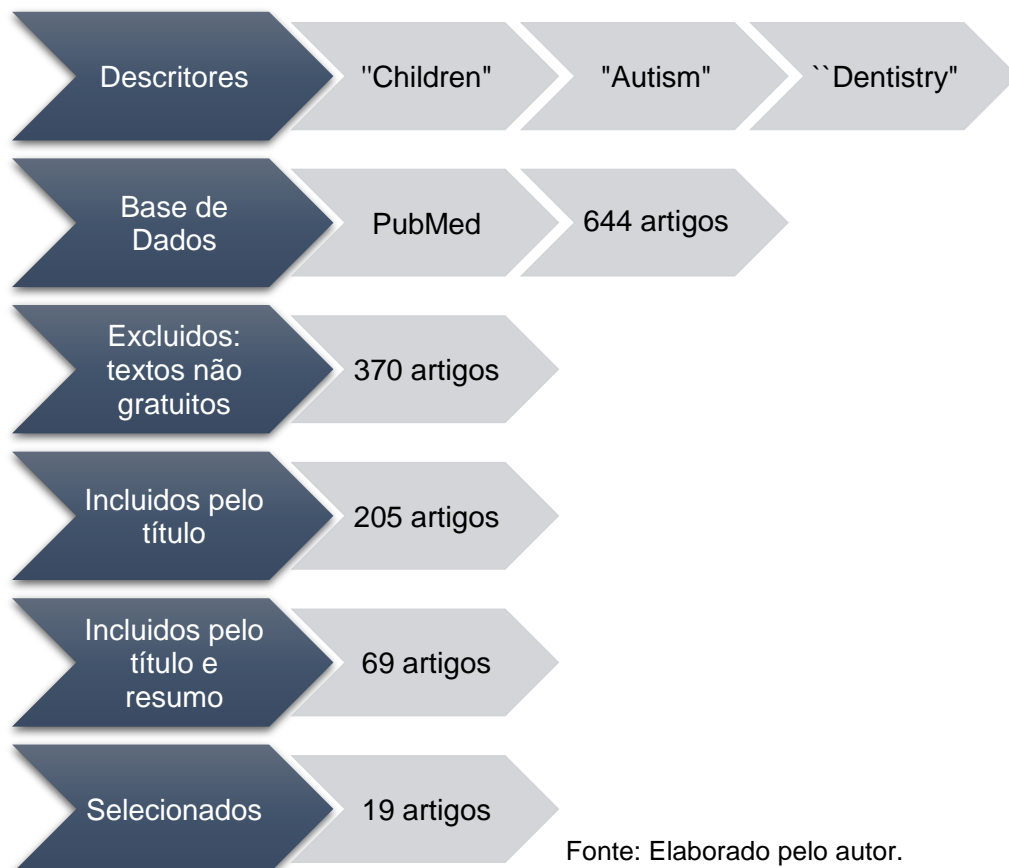 Descritores
"Children"
"Autism"
``Dentistry"
Base de
Dados
PubMed
644 artigos
Excluidos:
textos não
gratuitos
370 artigos
Incluidos pelo
título
205 artigos
Incluidos pelo
título e
resumo
69 artigos
Selecionados
19 artigos
Fonte: Elaborado pelo autor.